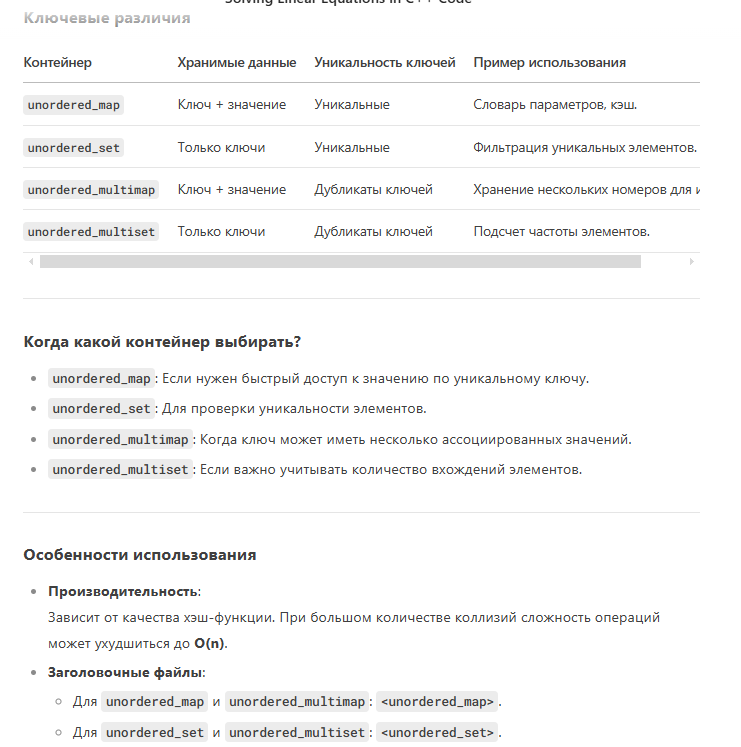 Solving Linear Equations in C++ Code
Ключевые различия
Контейнер Хранимые данные Уникальность ключей Пример использования
unordered_map Ключ + значение Уникальные Словарь параметров, кэш.
unordered_set Только ключи Уникальные Фильтрация уникальных элементов.
unordered_multimap Ключ + значение Дубликаты ключей Хранение нескольких номеров для
unordered_multiset Только ключи Дубликаты ключей Подсчет частоты элементов.
Когда какой контейнер выбирать?
• unordered_map: Если нужен быстрый доступ к значению по уникальному ключу.
• unordered_set: Для проверки уникальности элементов.
• unordered_multimap: Когда ключ может иметь несколько ассоциированных значений.
• unordered_multiset: Если важно учитывать количество вхождений элементов.
Особенности использования
• Производительность:
Зависит от качества хэш-функции. При большом количестве коллизий сложность операций
может ухудшиться до O(n).
• Заголовочные файлы:
◦ Для unordered_map и unordered_multimap: <unordered_map>.
◦ Для unordered_set и unordered_multiset: <unordered_set>.